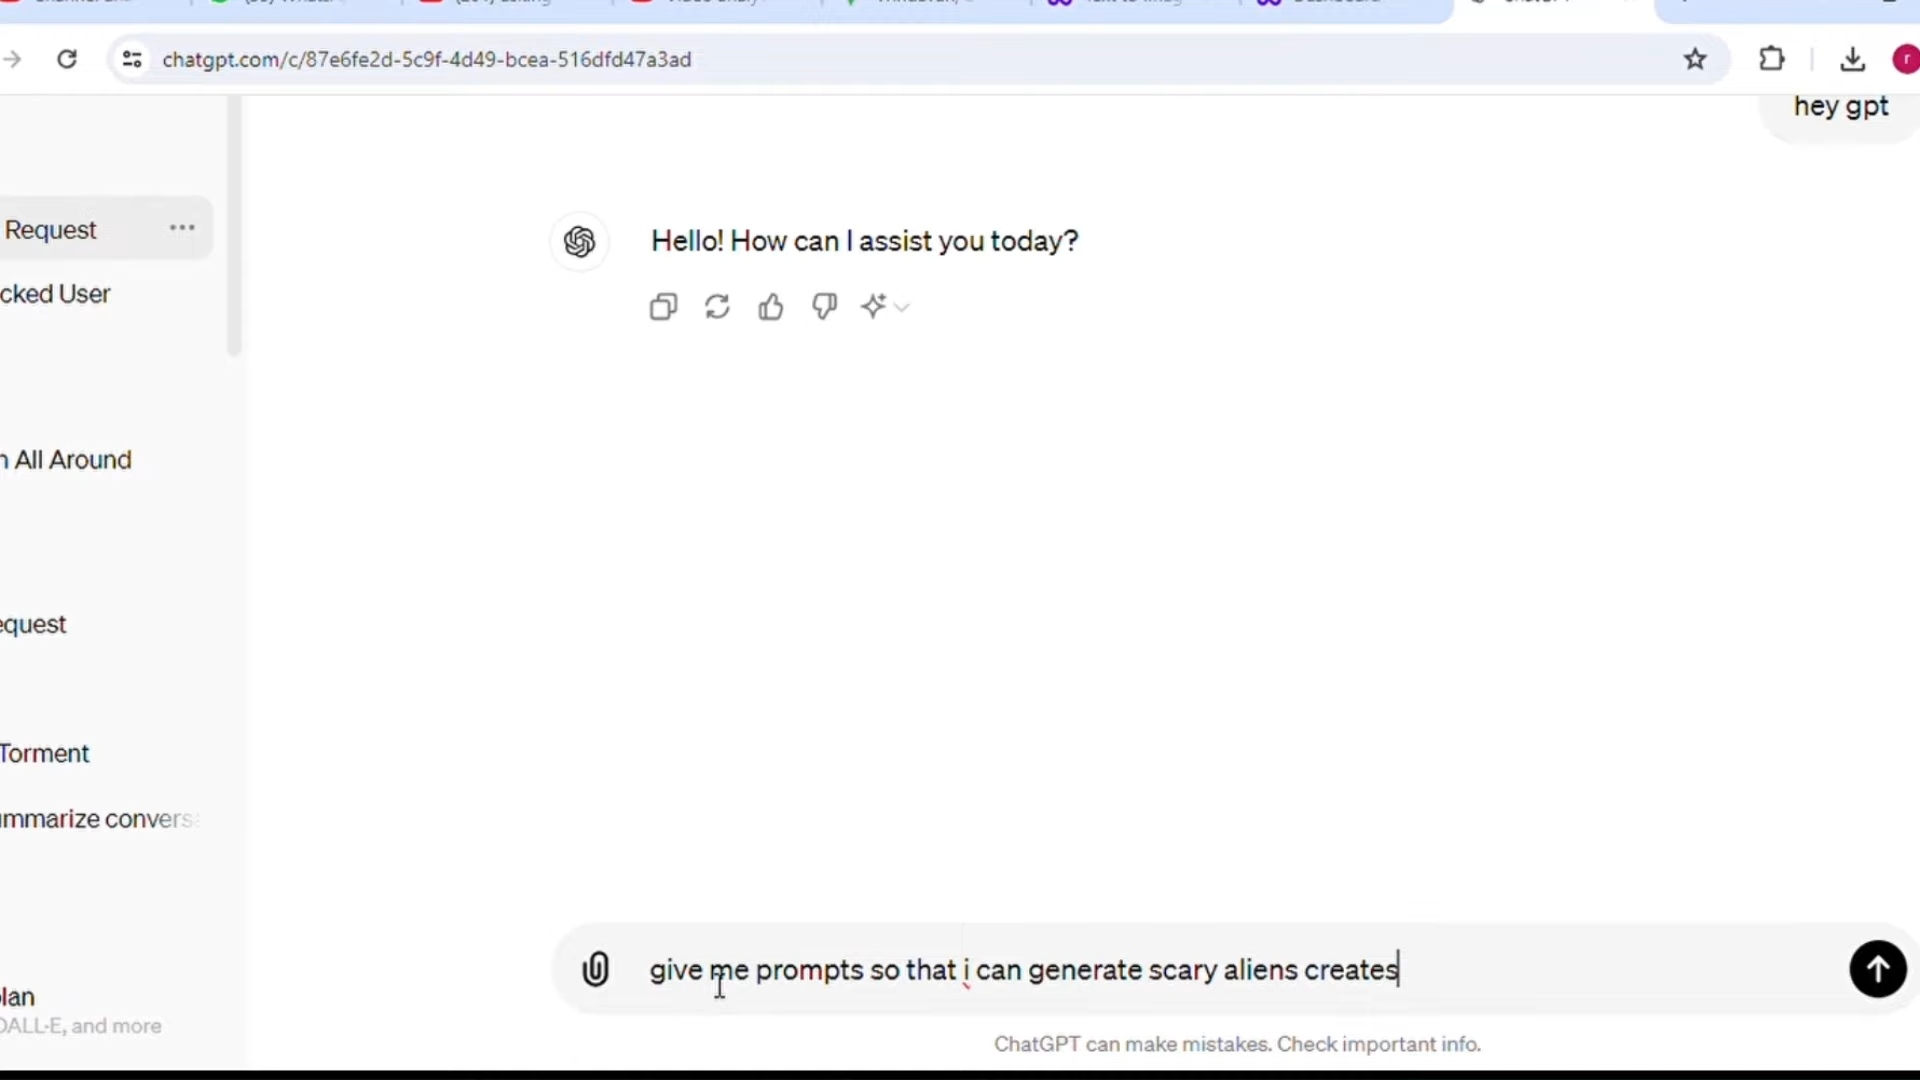 chatgpt.com/c/87e6fe2d-5c9f-4d49-bcea-516dfd47a3ad
r
hey gpt
Request
Hello! How can I assist you today?
cked User
n All Around
equest
Torment
ummarize convers
give me prompts so that i can generate scary aliens creates
lan
DALL·E, and more
ChatGPT can make mistakes. Check important info.